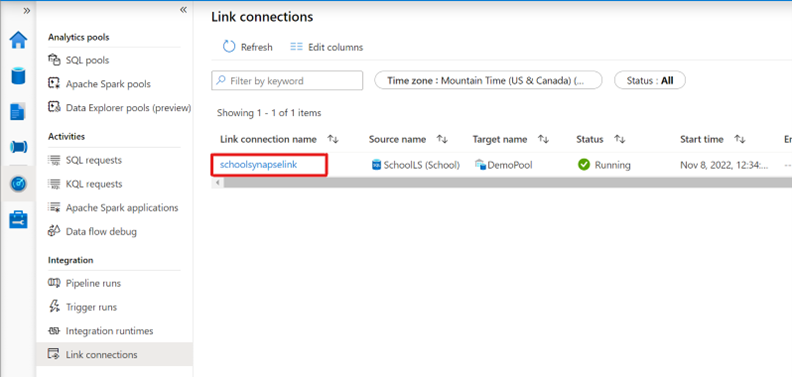 »
«
Analytics pools
SQL pools
Apache Spark pools
Data Explorer pools (preview)
Activities
SQL requests
KQL requests
Apache Spark applications
Data flow debug
Integration
Pipeline runs
Trigger runs
Integration runtimes
Link connections
Link connections
Refresh Edit columns
Filter by keyword Time zone : Mountain Time (US & Canada) (... Status : All
Showing 1 - 1 of 1 items
Link connection name Source name Target name Status Start time
schoolsynapselink SchoolLS (School) DemoPool Running Nov 8, 2022, 12:34:... --